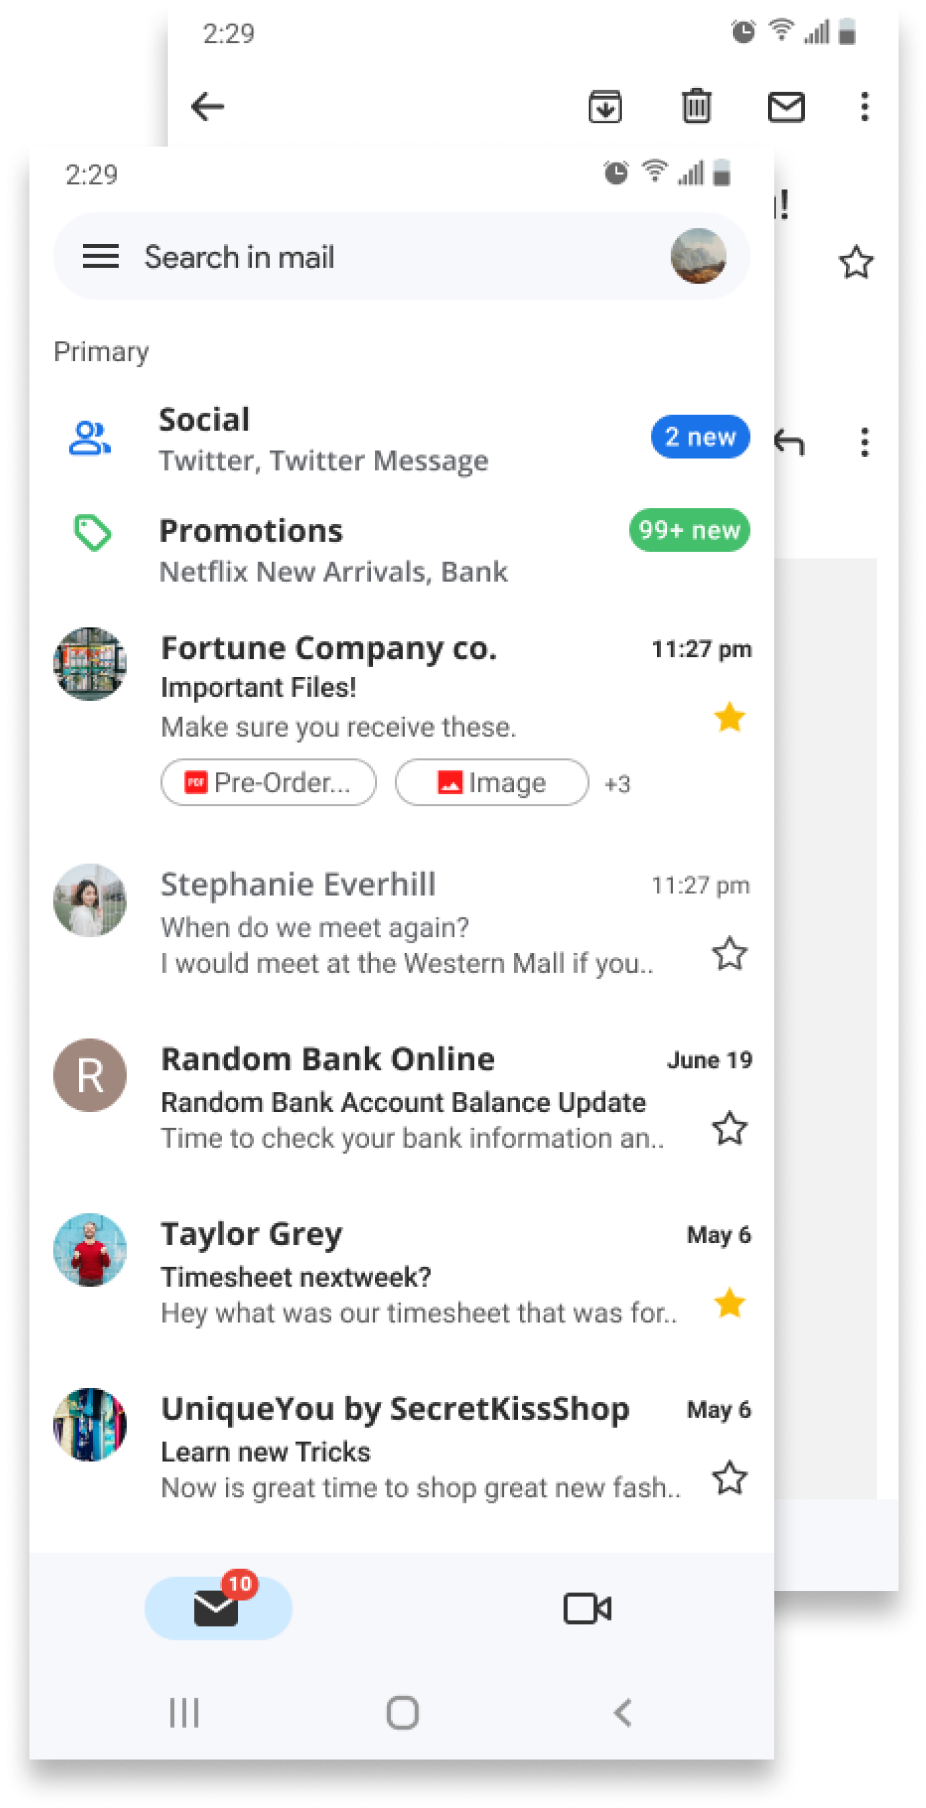 2:29
!
2:29
Search in mail
Primary
Social
2 new
Twitter, Twitter Message
Promotions
99+ new
Netflix New Arrivals, Bank
Fortune Company co.
11:27 pm
Important Files!
Make sure you receive these.
PDF Pre-Order...
Image
+3
Stephanie Everhill
11:27 pm
When do we meet again?
I would meet at the Western Mall if you..
R
Random Bank Online
June 19
Random Bank Account Balance Update
Time to check your bank information an..
Taylor Grey
May 6
Timesheet nextweek?
Hey what was our timesheet that was for..
UniqueYou by SecretKissShop
May 6
Learn new Tricks
Now is great time to shop great new fash..
10